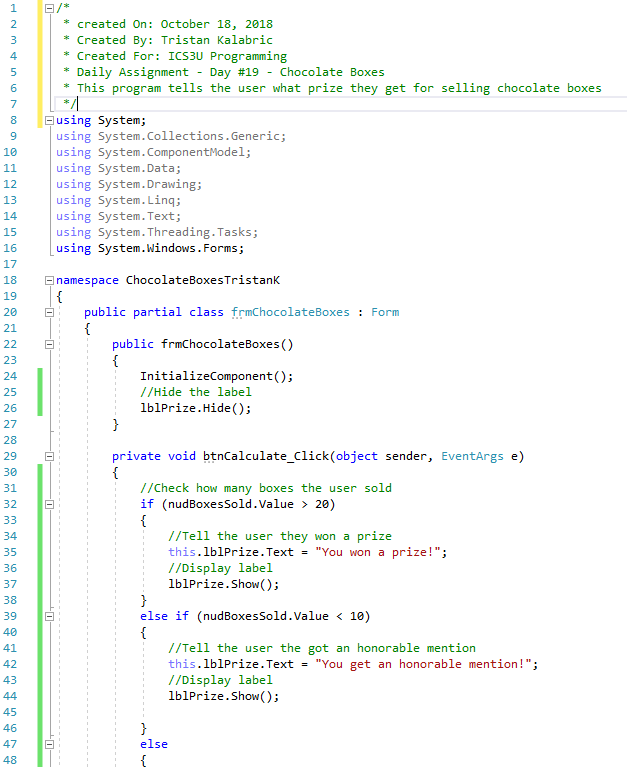 1 /*
2  * created On: October 18, 2018
3  * Created By: Tristan Kalabric
4  * Created For: ICS3U Programming
5  * Daily Assignment - Day #19 - Chocolate Boxes
6  * This program tells the user what prize they get for selling chocolate boxes
7  */
8 using System;
9 using System.Collections.Generic;
10 using System.ComponentModel;
11 using System.Data;
12 using System.Drawing;
13 using System.Linq;
14 using System.Text;
15 using System.Threading.Tasks;
16 using System.Windows.Forms;
17
18 namespace ChocolateBoxesTristanK
19 {
20     public partial class frmChocolateBoxes : Form
21     {
22         public frmChocolateBoxes()
23         {
24             InitializeComponent();
25             //Hide the label
26             lblPrize.Hide();
27         }
28
29         private void btnCalculate_Click(object sender, EventArgs e)
30         {
31             //Check how many boxes the user sold
32             if (nudBoxesSold.Value > 20)
33             {
34                 //Tell the user they won a prize
35                 this.lblPrize.Text = "You won a prize!";
36                 //Display label
37                 lblPrize.Show();
38             }
39             else if (nudBoxesSold.Value < 10)
40             {
41                 //Tell the user the got an honorable mention
42                 this.lblPrize.Text = "You get an honorable mention!";
43                 //Display label
44                 lblPrize.Show();
45
46             }
47             else
48             {